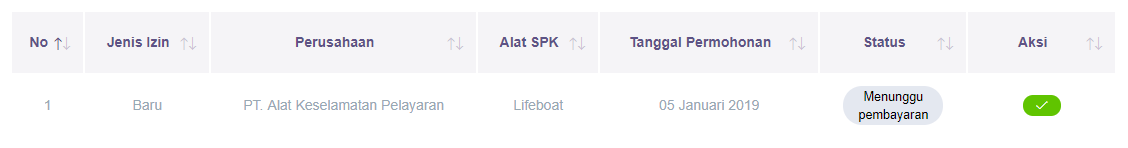 No Jenis Izin Perusahaan Alat SPK Tanggal Permohonan Status Aksi
1 Baru PT. Alat Keselamatan Pelayaran Lifeboat 05 Januari 2019 Menunggu
pembayaran